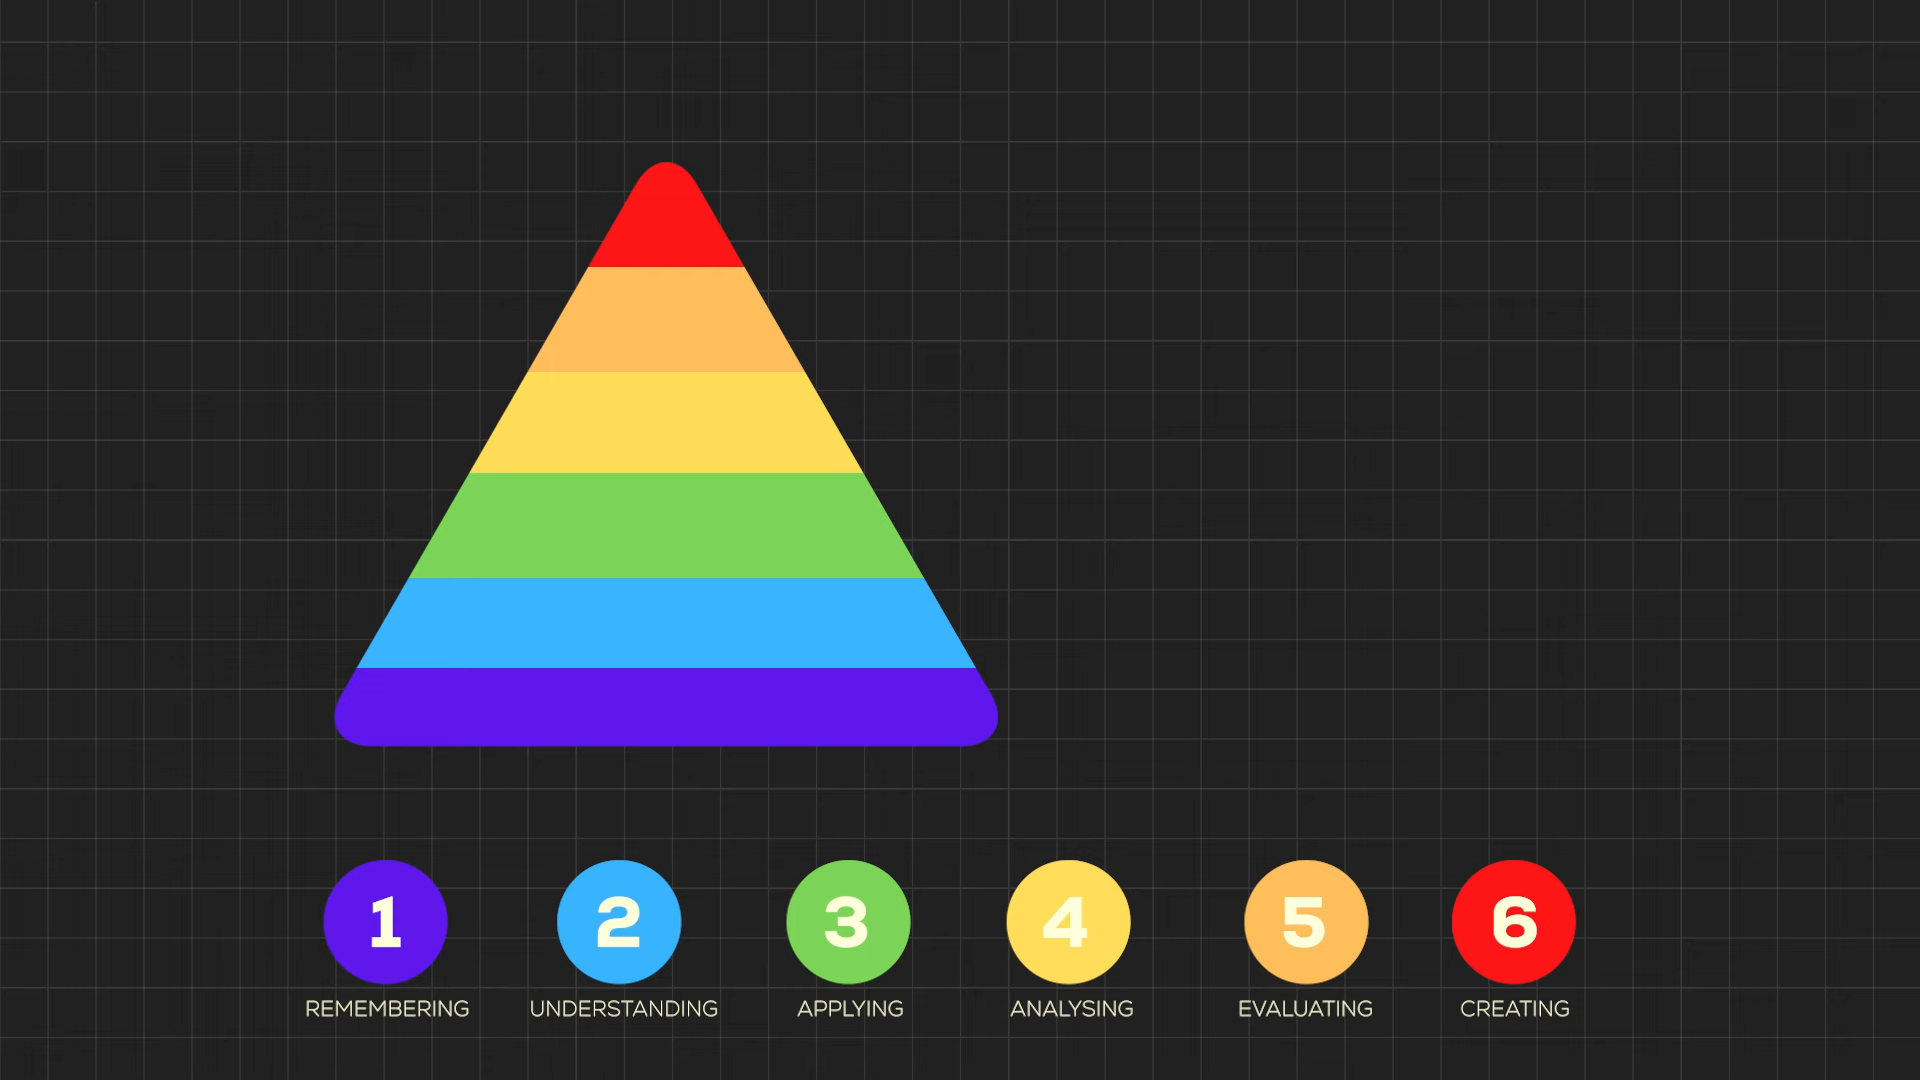 1
REMEMBERING
2
UNDERSTANDING
3
APPLYING
4
ANALYSING
5
EVALUATING
6
CREATING